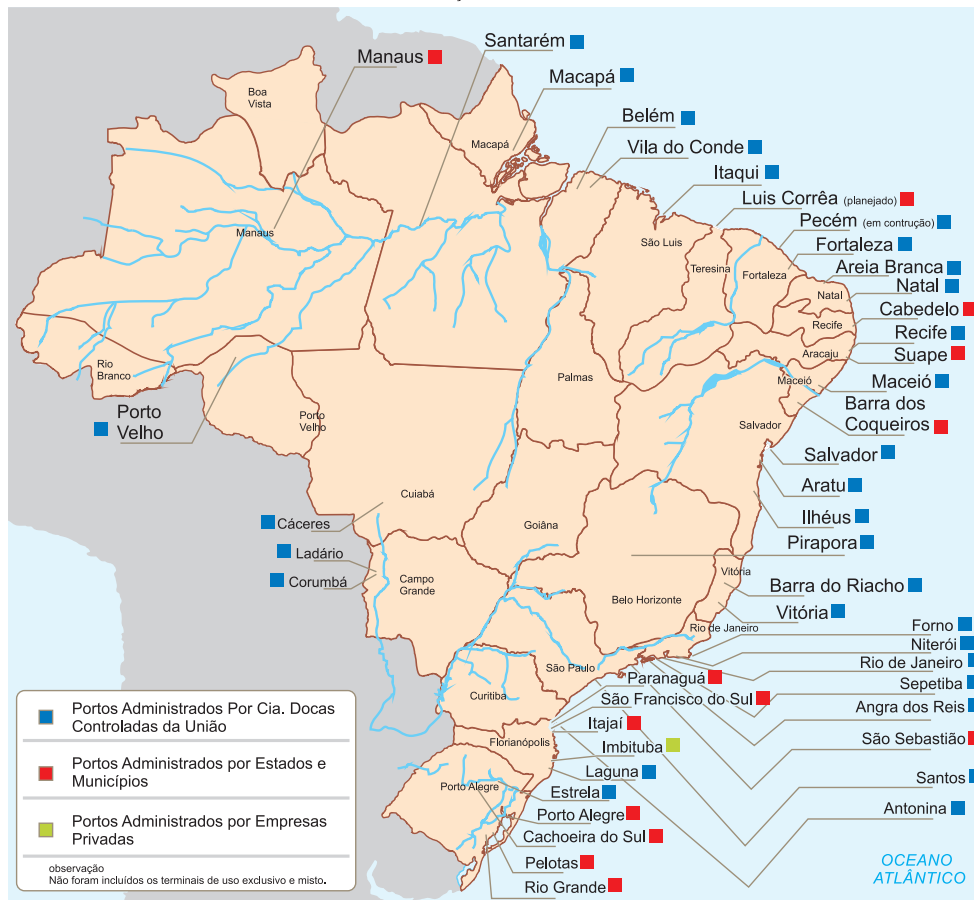 Santarém
Manaus
Macapá
Belém
Vila do Conde
Itaqui
Luis Corrêa (planejado)
Pecém (em contrução)
Fortaleza
Areia Branca
Natal
Cabedelo
Recife
Suape
Maceió
Barra dos
Coqueiros
Salvador
Aratu
Ilhéus
Pirapora
Barra do Riacho
Vitória
Forno
Niterói
Rio de Janeiro
Sepetiba
Angra dos Reis
São Sebastião
Santos
Antonina
Paranaguá
São Francisco do Sul
Itajaí
Imbituba
Laguna
Estrela
Porto Alegre
Cachoeira do Sul
Pelotas
Rio Grande
Porto
Velho
Cáceres
Ladário
Corumbá
Boa
Vista
Macapá
Manaus
São Luis
Teresina
Fortaleza
Natal
Recife
Aracaju
Maceió
Salvador
Palmas
Rio
Branco
Porto
Velho
Cuiabá
Goiâna
Campo
Grande
Belo Horizonte
Vitória
Rio de Janeiro
São Paulo
Curitiba
Florianópolis
Porto Alegre
Portos Administrados Por Cia. Docas
Controladas da União
Portos Administrados por Estados e
Municípios
Portos Administrados por Empresas
Privadas
observação
Não foram incluídos os terminais de uso exclusivo e misto.
OCEANO
ATLÂNTICO